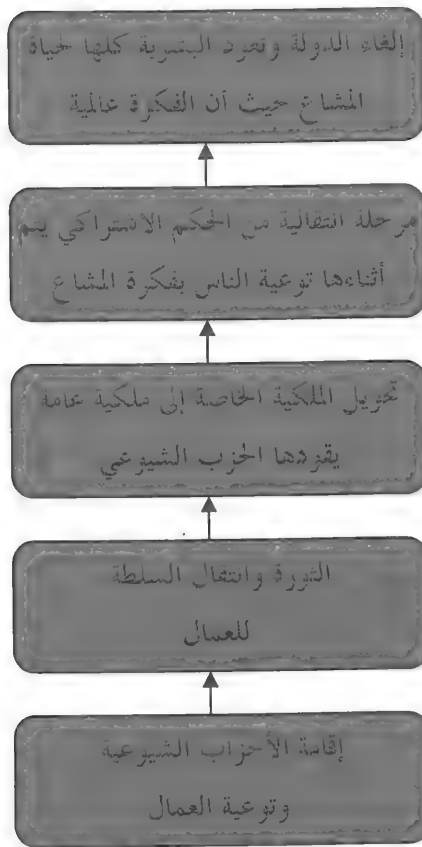 إلغاء الدولة وتعود البشرية كلها لحياة
المشاع حيث أن الفكرة عالمية
مرحلة انتقالية من الحكم الاشتراكي يتم
أثناءها توعية الناس بفكرة المشاع
تحويل الملكية الخاصة إلى ملكية عامة
يقودها الحزب الشيوعي
الثورة وانتقال السلطة
للعمال
إقامة الأحزاب الشيوعية
وتوعية العمال